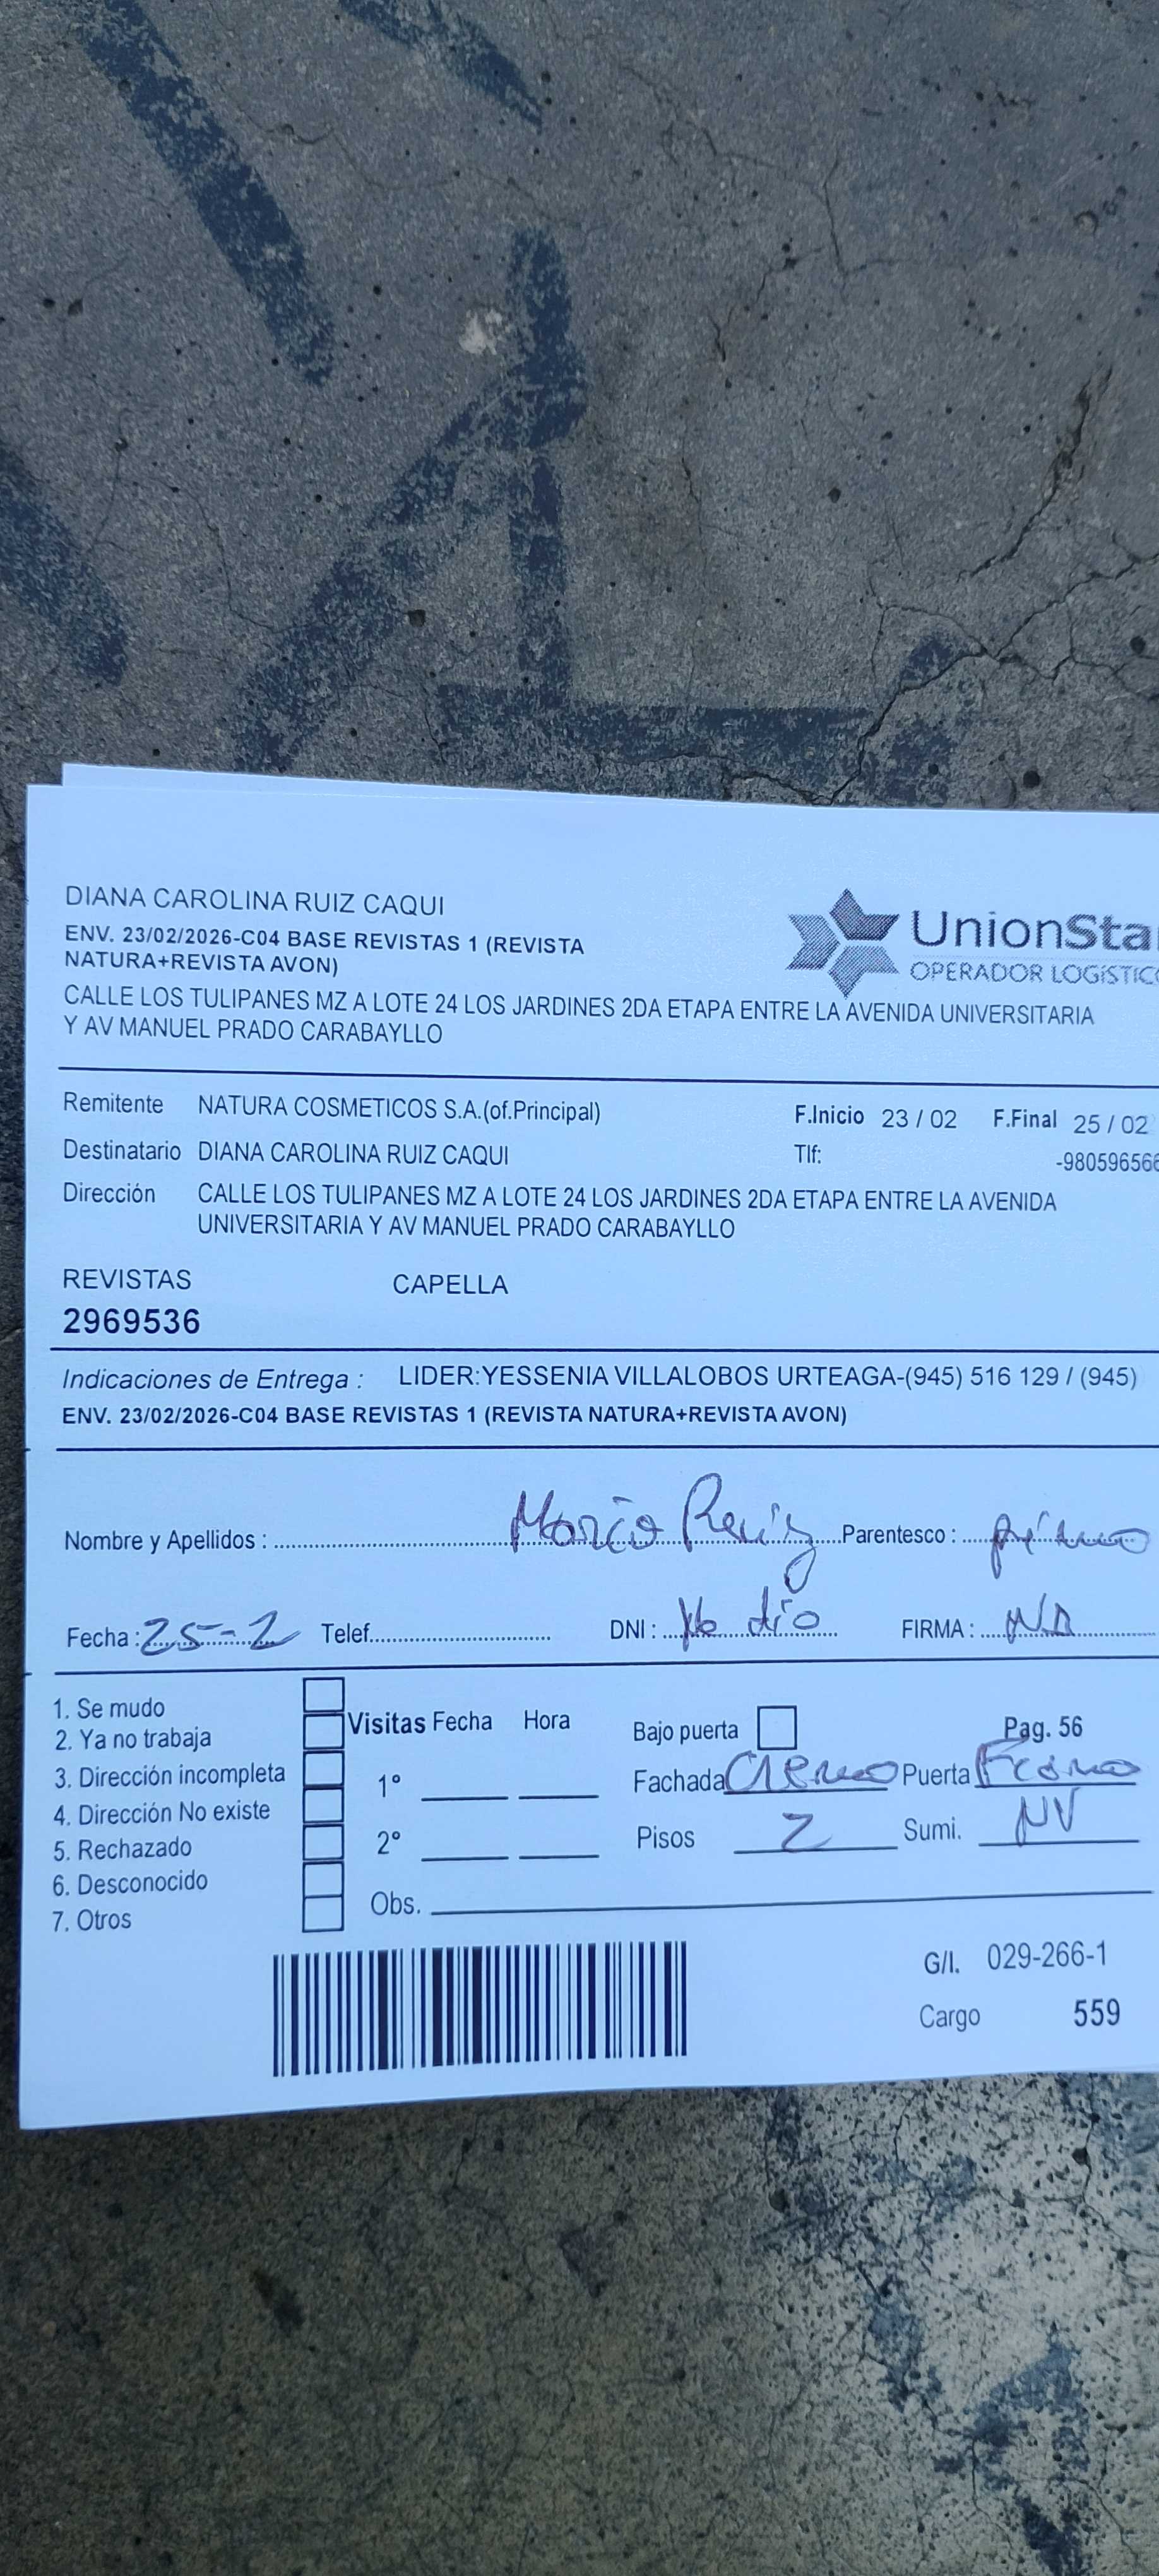 DIANA CAROLINA RUIZ CAQUI
ENV. 23/02/2026-C04 BASE REVISTAS 1 (REVISTA
NATURA+REVISTA AVON)
UnionSta
OPERADOR LOGÍSTIC
CALLE LOS TULIPANES MZ A LOTE 24 LOS JARDINES 2DA ETAPA ENTRE LA AVENIDA UNIVERSITARIA
Y AV MANUEL PRADO CARABAYLLO
Remitente NATURA COSMETICOS S.A.(of.Principal) F.Inicio 23 / 02 F.Final 25 / 02
Destinatario DIANA CAROLINA RUIZ CAQUI Tlf: -98059656
Dirección CALLE LOS TULIPANES MZ A LOTE 24 LOS JARDINES 2DA ETAPA ENTRE LA AVENIDA
UNIVERSITARIA Y AV MANUEL PRADO CARABAYLLO
REVISTAS CAPELLA
2969536
Indicaciones de Entrega : LIDER:YESSENIA VILLALOBOS URTEAGA-(945) 516 129 / (945)
ENV. 23/02/2026-C04 BASE REVISTAS 1 (REVISTA NATURA+REVISTA AVON)
Nombre y Apellidos : Ruiz Parentesco : primo
Fecha : 25-2 Telef. DNI : No dio FIRMA :
1. Se mudo
2. Ya no trabaja
3. Dirección incompleta
4. Dirección No existe
5. Rechazado
6. Desconocido
7. Otros
Visitas Fecha Hora
1°
2°
Obs.
Bajo puerta Pag. 56
Fachada Cremo Puerta
Pisos 2 Sumi. NV
G/I. 029-266-1
Cargo 559